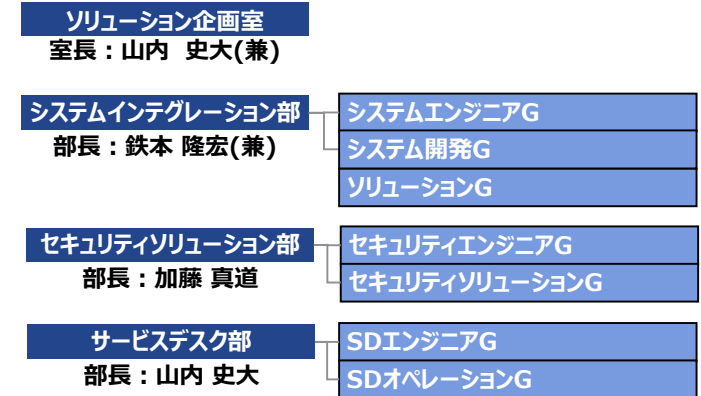 ソリューション企画室
室長：山内 史大(兼)
システムインテグレーション部
部長：鉄本 隆宏(兼)
システムエンジニアG
システム開発G
ソリューションG
セキュリティソリューション部
部長：加藤 真道
セキュリティエンジニアG
セキュリティソリューションG
サービスデスク部
部長：山内 史大
SDエンジニアG
SDオペレーションG